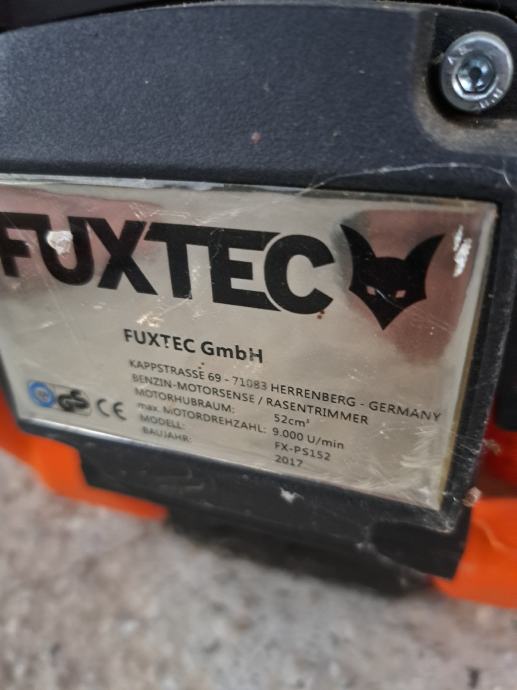 FUXTEC
FUXTEC GmbH
KAPPSTRASSE 69 - 71083 HERRENBERG - GERMANY
BENZIN-MOTORSENSE / RASENTRIMMER
MOTORHUBRAUM: 52cm³
max. MOTORDREHZAHL: 9.000 U/min
MODELL: FX-PS152
BAUJAHR: 2017
GS CE